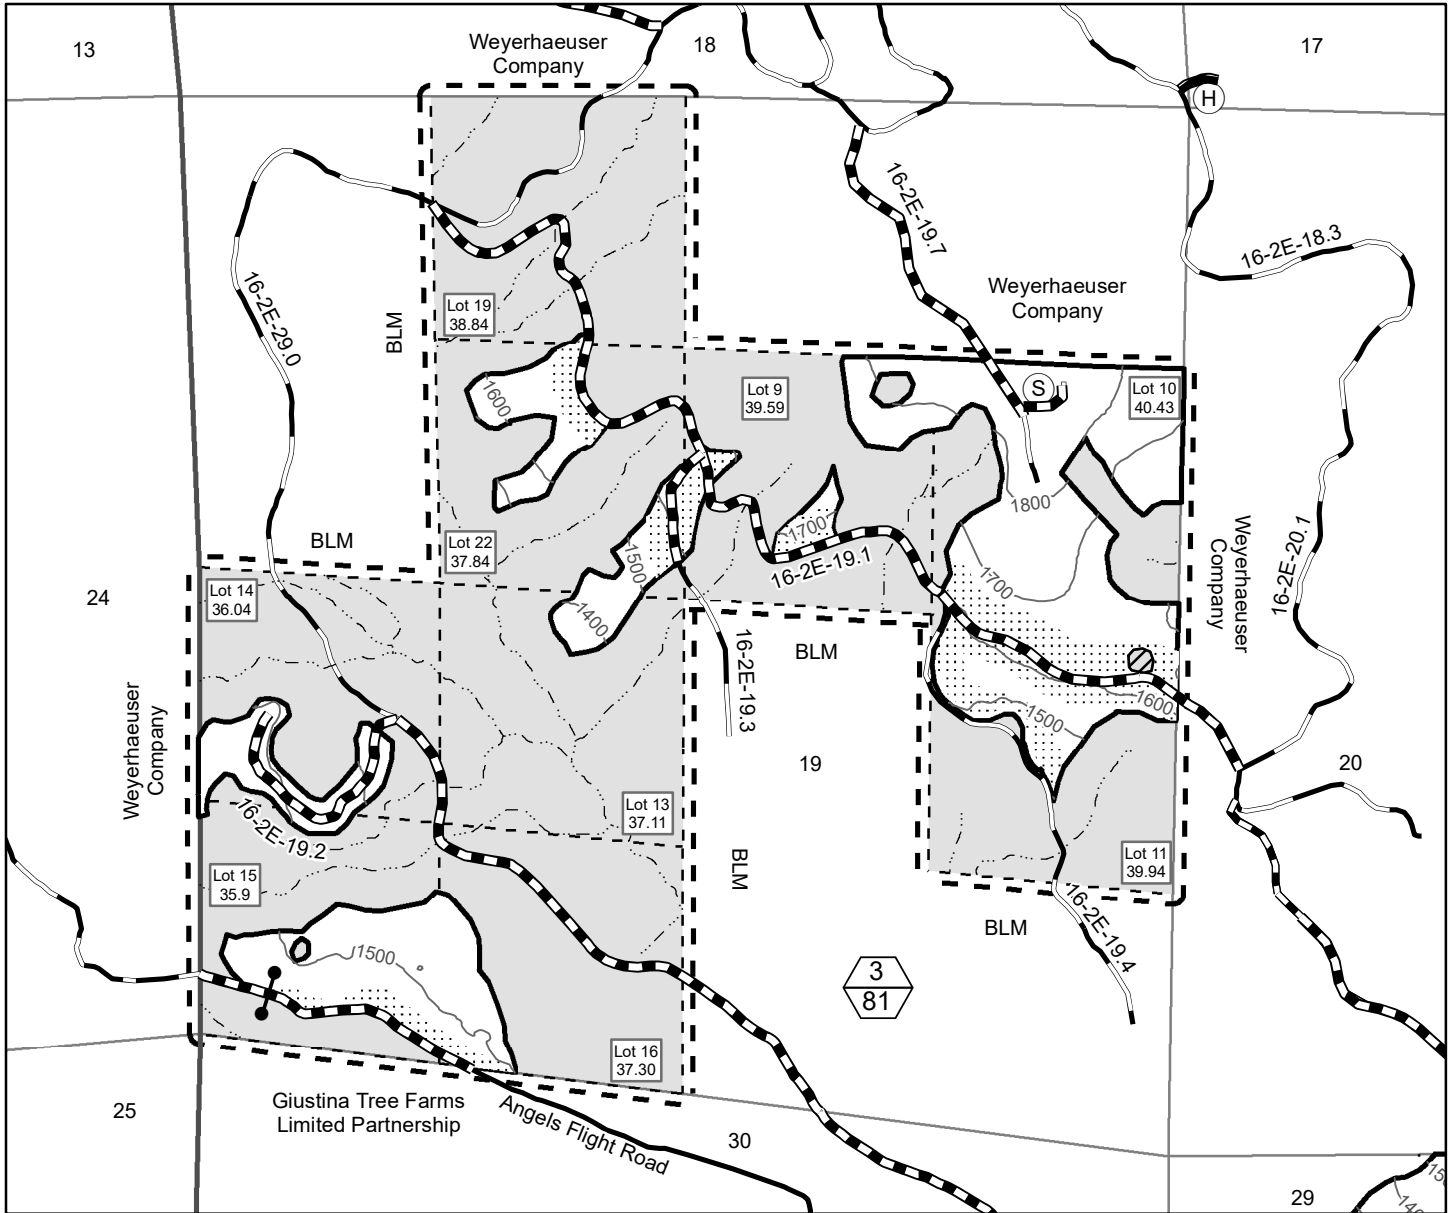 13
Weyerhaeuser
Company
18
17
H
16-2E-19.7
16-2E-18.3
16-2E-29.0
BLM
Lot 19
38.84
Weyerhaeuser
Company
1600
Lot 9
39.59
S
Lot 10
40.43
1800
BLM
Lot 22
37.84
1500
1700
16-2E-19.1
1700
Weyerhaeuser
Company
16-2E-20.1
24
Lot 14
36.04
1400
16-2E-19.3
BLM
1600
1500
Weyerhaeuser
Company
19
20
16-2E-19.2
Lot 13
37.11
Lot 15
35.9
BLM
Lot 11
39.94
16-2E-19.4
BLM
1500
3
81
Lot 16
37.30
25
Giustina Tree Farms
Limited Partnership
Angels Flight Road
30
29